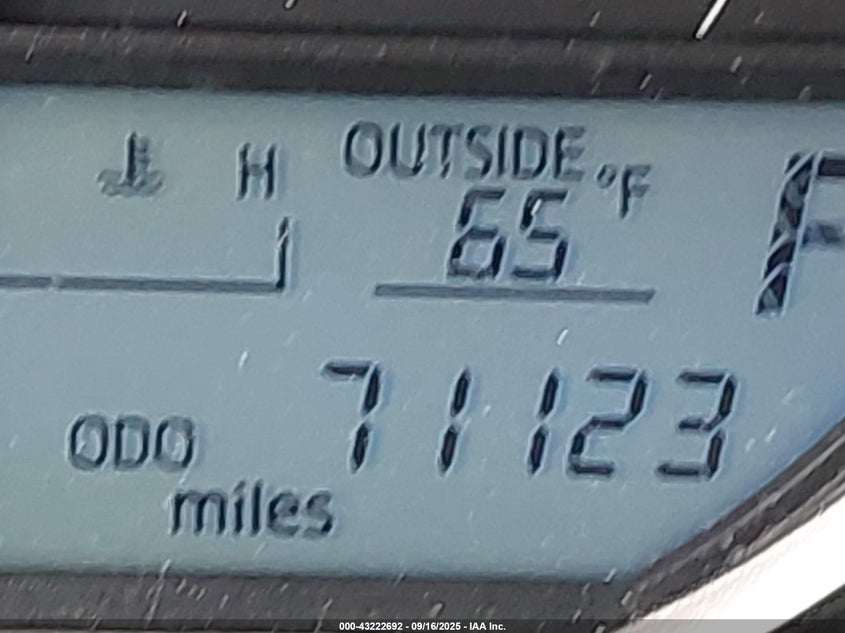 H OUTSIDE
65 °F
ODO 71123
miles
000-43222692 - 09/16/2025 - IAA Inc.